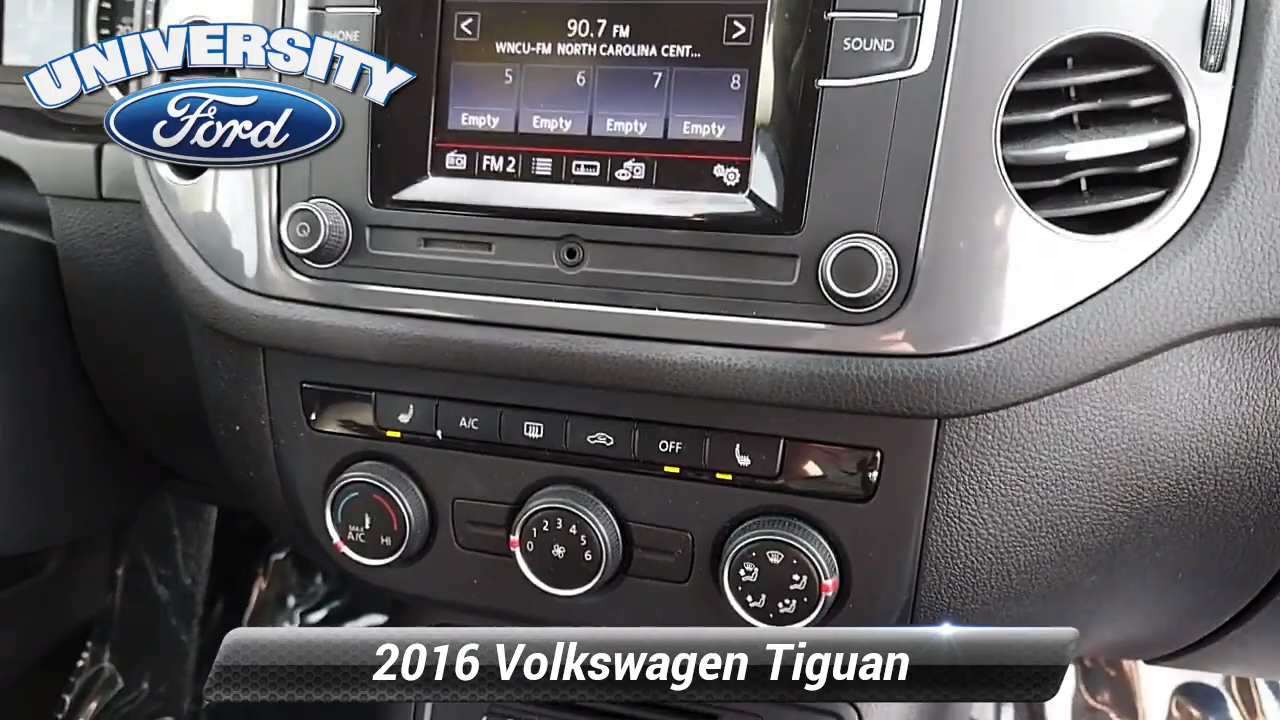 UNIVERSITY
Ford
PHONE
90.7 FM
WNCU-FM NORTH CAROLINA CENT...
SOUND
5 6 7 8
Empty Empty Empty Empty
FM 2
A/C OFF
MAX
A/C HI
0 1 2 3 4 5 6
2016 Volkswagen Tiguan